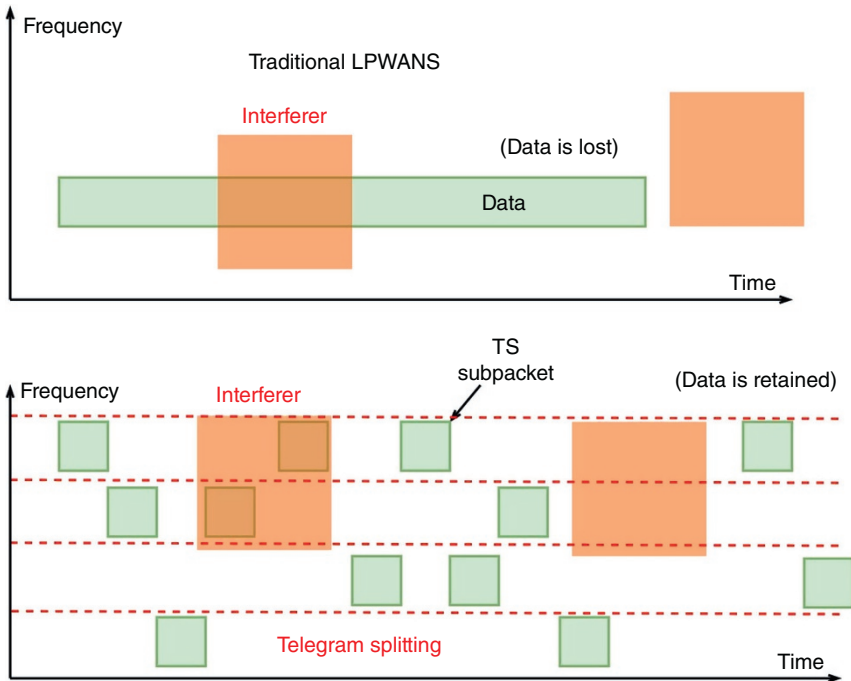 Frequency
Traditional LPWANS
Interferer
(Data is lost)
Data
Time
TS
subpacket
Frequency
Interferer
(Data is retained)
Telegram splitting
Time